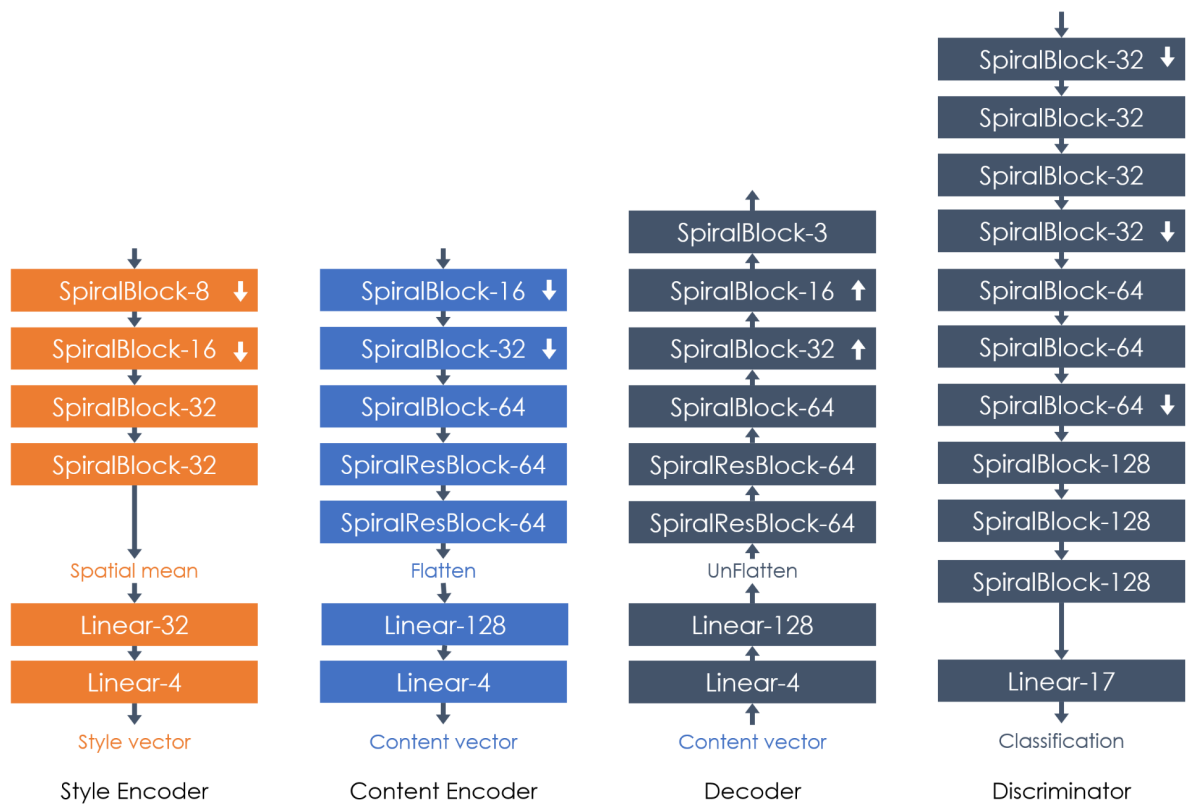 SpiralBlock-8
SpiralBlock-16
SpiralBlock-32
SpiralBlock-32
Spatial mean
Linear-32
Linear-4
Style vector
Style Encoder
SpiralBlock-16
SpiralBlock-32
SpiralBlock-64
SpiralResBlock-64
SpiralResBlock-64
Flatten
Linear-128
Linear-4
Content vector
Content Encoder
SpiralBlock-3
SpiralBlock-16
SpiralBlock-32
SpiralBlock-64
SpiralResBlock-64
SpiralResBlock-64
UnFlatten
Linear-128
Linear-4
Content vector
Decoder
SpiralBlock-32
SpiralBlock-32
SpiralBlock-32
SpiralBlock-32
SpiralBlock-64
SpiralBlock-64
SpiralBlock-64
SpiralBlock-128
SpiralBlock-128
SpiralBlock-128
Linear-17
Classification
Discriminator